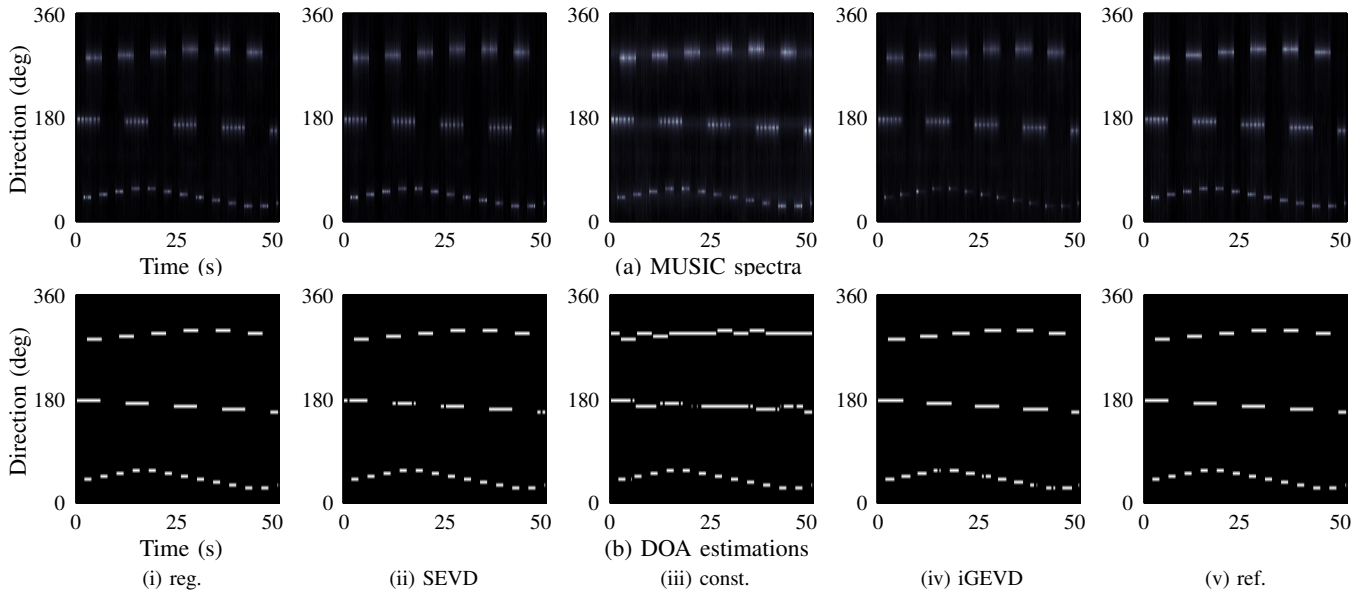 360
180
0
Direction (deg)
0 25 50
0 25 50
0 25 50
0 25 50
0 25 50
Time (s)
(a) MUSIC spectra
360
180
0
Direction (deg)
0 25 50
0 25 50
0 25 50
0 25 50
0 25 50
Time (s)
(b) DOA estimations
360
180
0
360
180
0
360
180
0
360
180
0
360
180
0
360
180
0
360
180
0
360
180
0
(i) reg.
(ii) SEVD
(iii) const.
(iv) iGEVD
(v) ref.